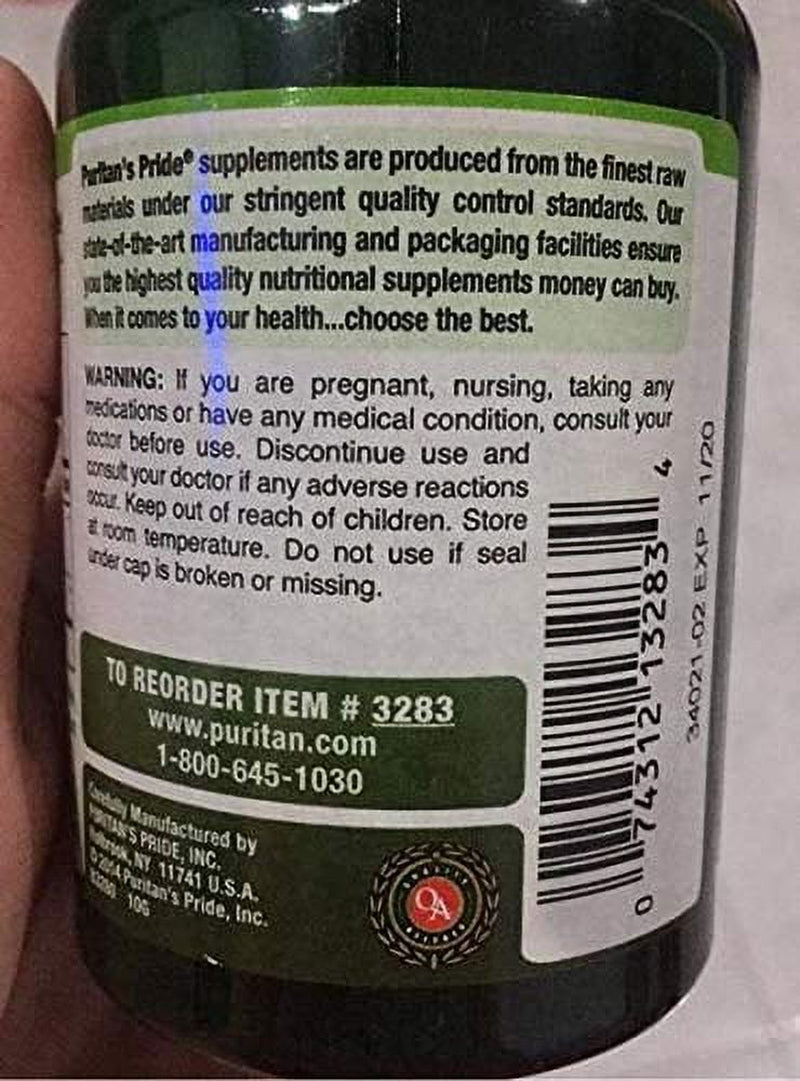 Puritan's Pride® supplements are produced from the finest raw
materials under our stringent quality control standards. Our
state-of-the-art manufacturing and packaging facilities ensure
you the highest quality nutritional supplements money can buy.
When it comes to your health...choose the best.
WARNING: If you are pregnant, nursing, taking any
medications or have any medical condition, consult your
doctor before use. Discontinue use and
consult your doctor if any adverse reactions
occur. Keep out of reach of children. Store
at room temperature. Do not use if seal
under cap is broken or missing.
TO REORDER ITEM # 3283
www.puritan.com
1-800-645-1030
Carefully Manufactured by
PURITAN'S PRIDE, INC.
Holbrook, NY 11741 U.S.A.
©2014 Puritan's Pride, Inc.
10G
QUALITY
QA
ASSURED
0 74312 13283 4
34021-02 EXP 11/20